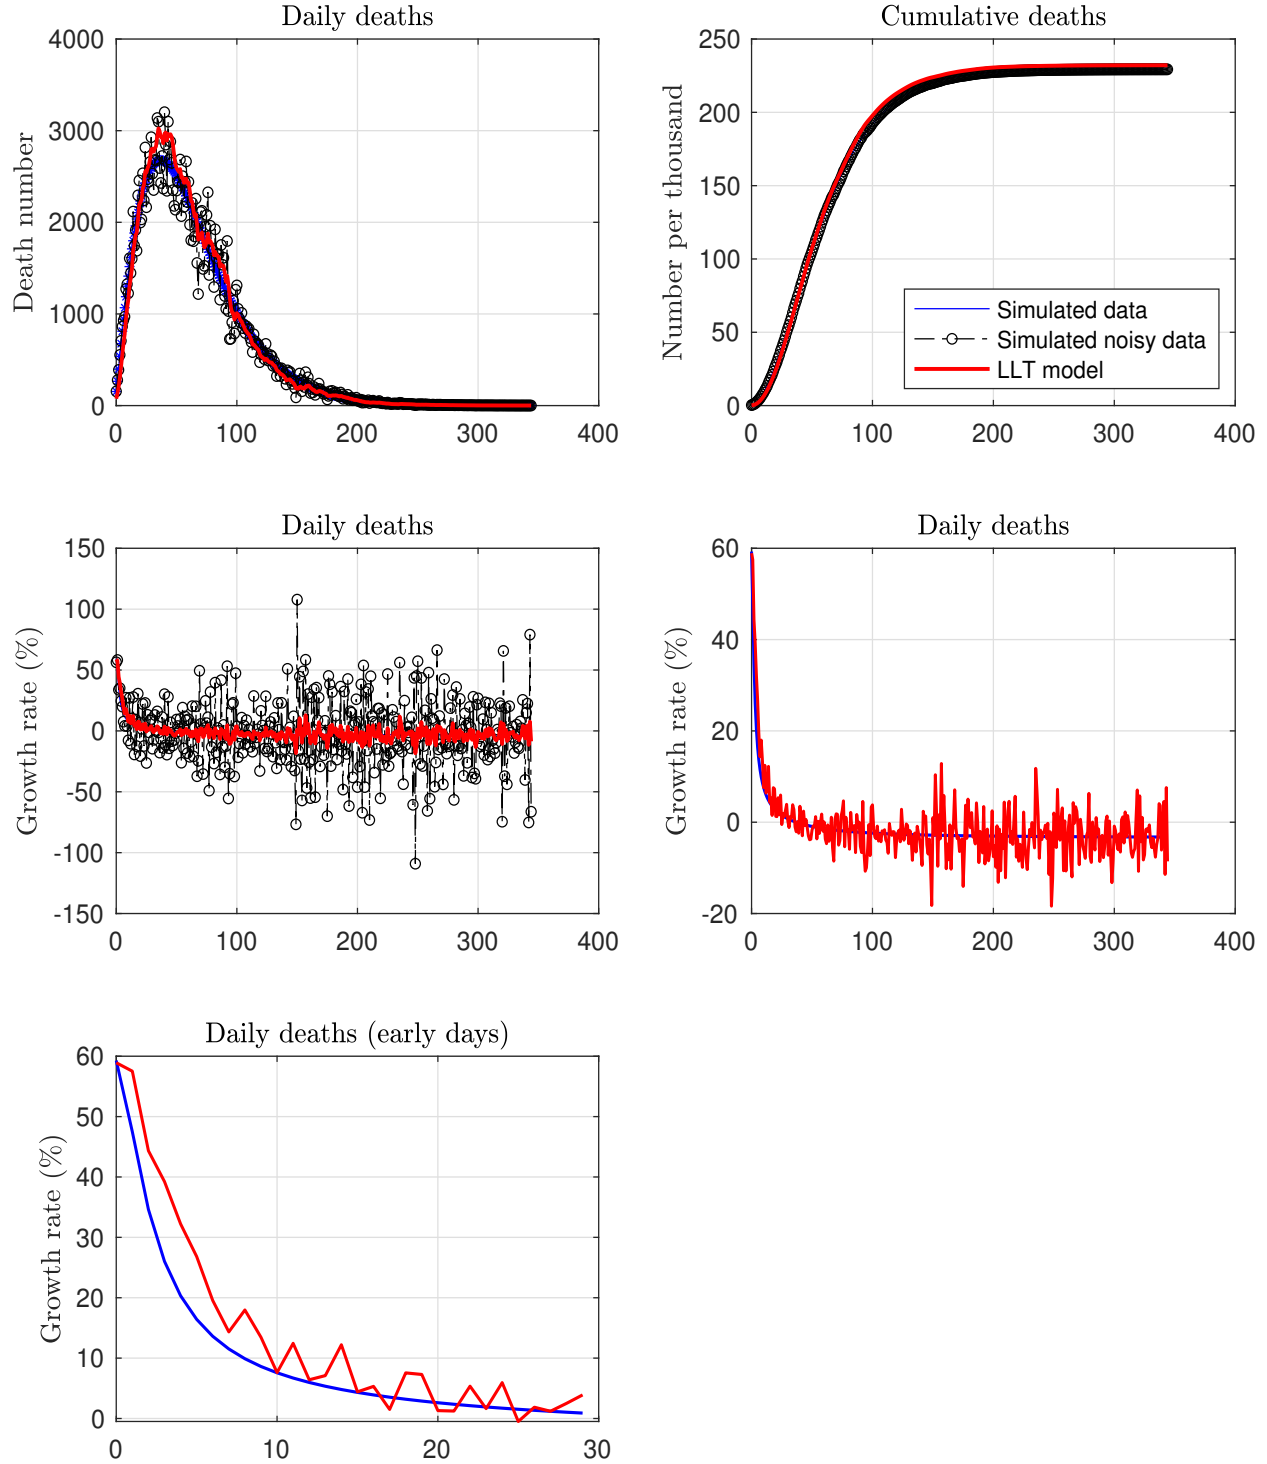 Daily deaths
Death number
4000
3000
2000
1000
0
0 100 200 300 400
Cumulative deaths
Number per thousand
250
200
150
100
50
0
0 100 200 300 400
Simulated data
Simulated noisy data
LLT model
Daily deaths
Growth rate (%)
150
100
50
0
-50
-100
-150
0 100 200 300 400
Daily deaths
Growth rate (%)
60
40
20
0
-20
0 100 200 300 400
Daily deaths (early days)
Growth rate (%)
60
50
40
30
20
10
0
0 10 20 30